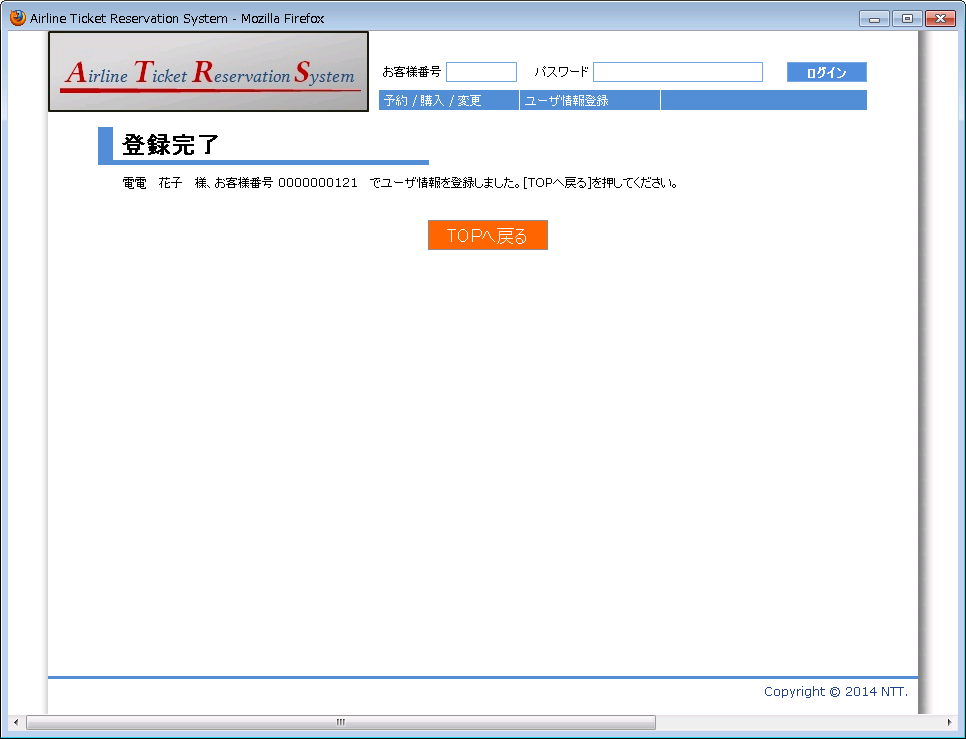 Airline Ticket Reservation System - Mozilla Firefox
Airline Ticket Reservation System
お客様番号 パスワード ログイン
予約 / 購入 / 変更 ユーザ情報登録
登録完了
電電　花子　様、お客様番号 0000000121　でユーザ情報を登録しました。[TOPへ戻る]を押してください。
TOPへ戻る
Copyright © 2014 NTT.